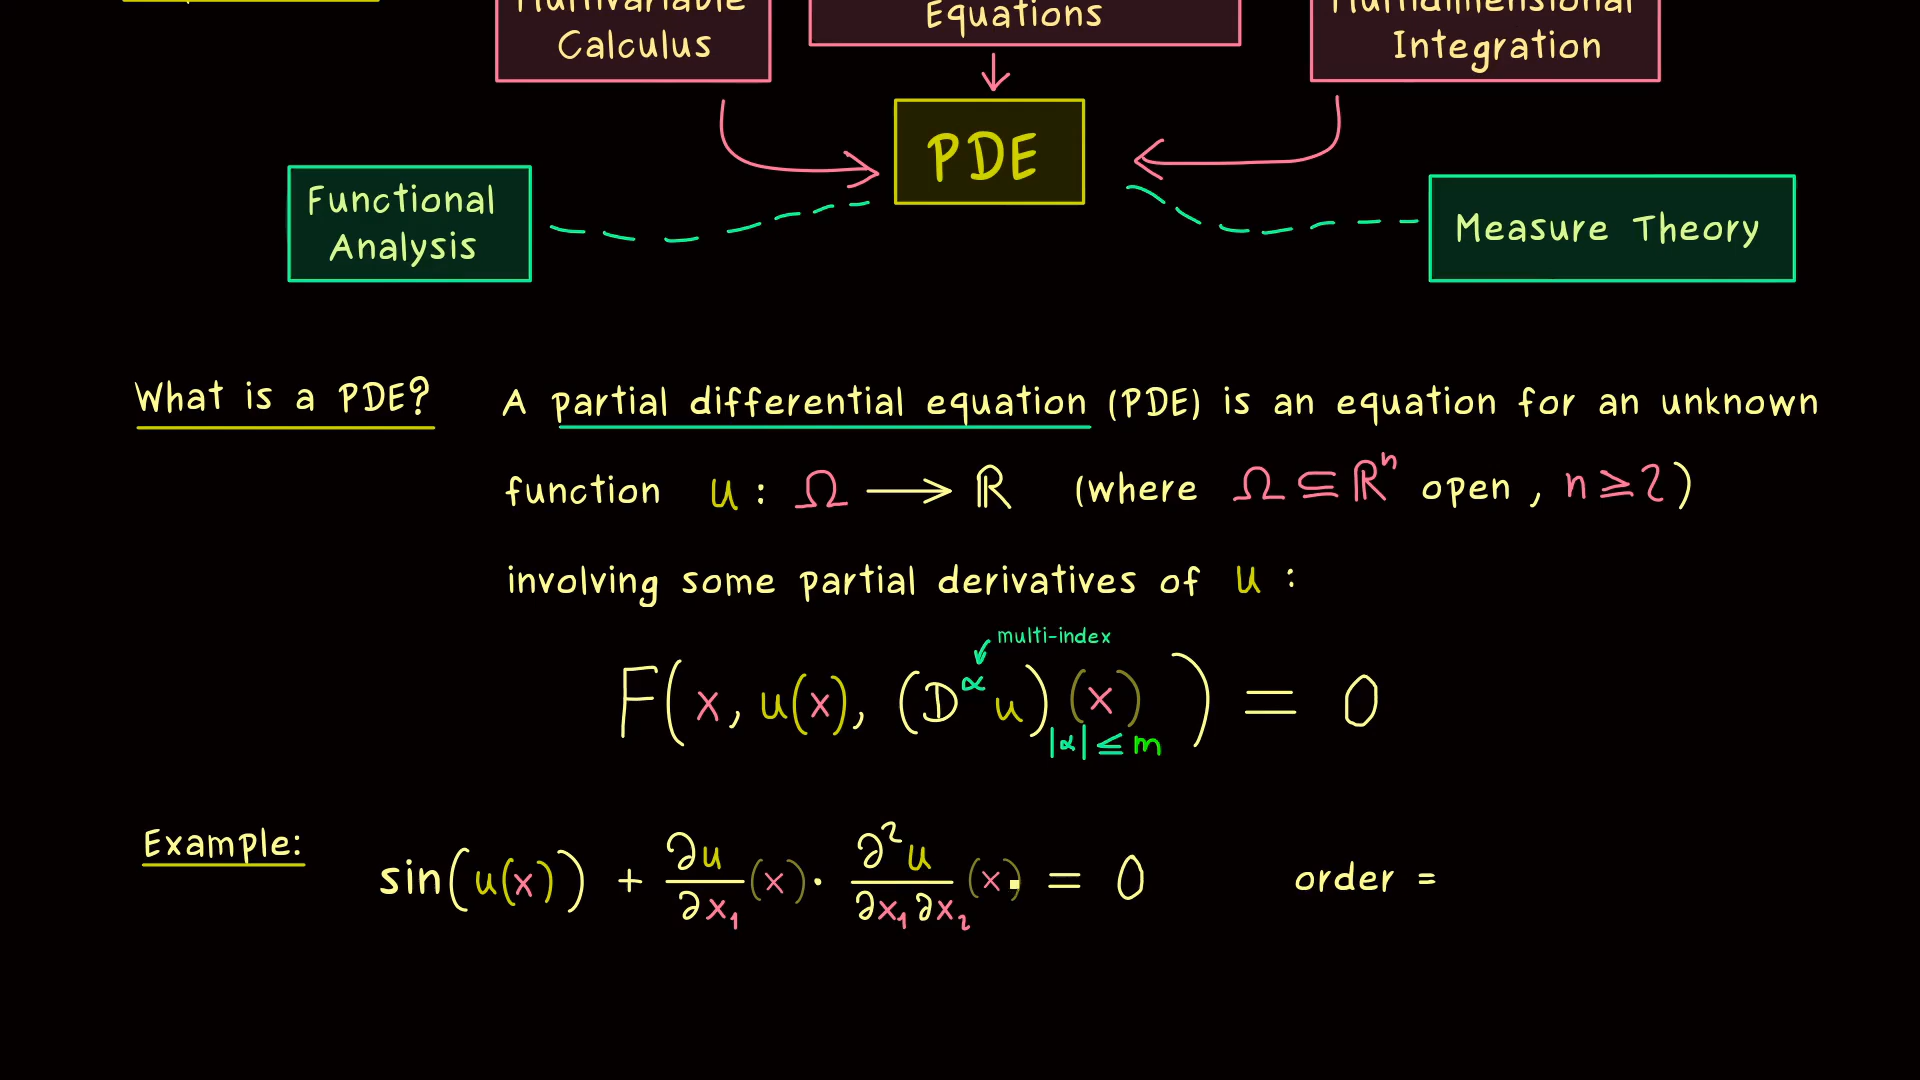 Multivariable
Calculus
Equations
Multidimensional
Integration
PDE
Functional
Analysis
Measure Theory
What is a PDE?
A partial differential equation (PDE) is an equation for an unknown
function u : Ω ⟶ ℝ (where Ω ⊆ ℝⁿ open , n ≥ 2)
involving some partial derivatives of u :
multi-index
F(x, u(x), (D^α u)(x)_{|α| ≤ m}) = 0
Example:
sin(u(x)) + ∂u/∂x₁ (x) · ∂²u/∂x₁∂x₂ (x) = 0
order =